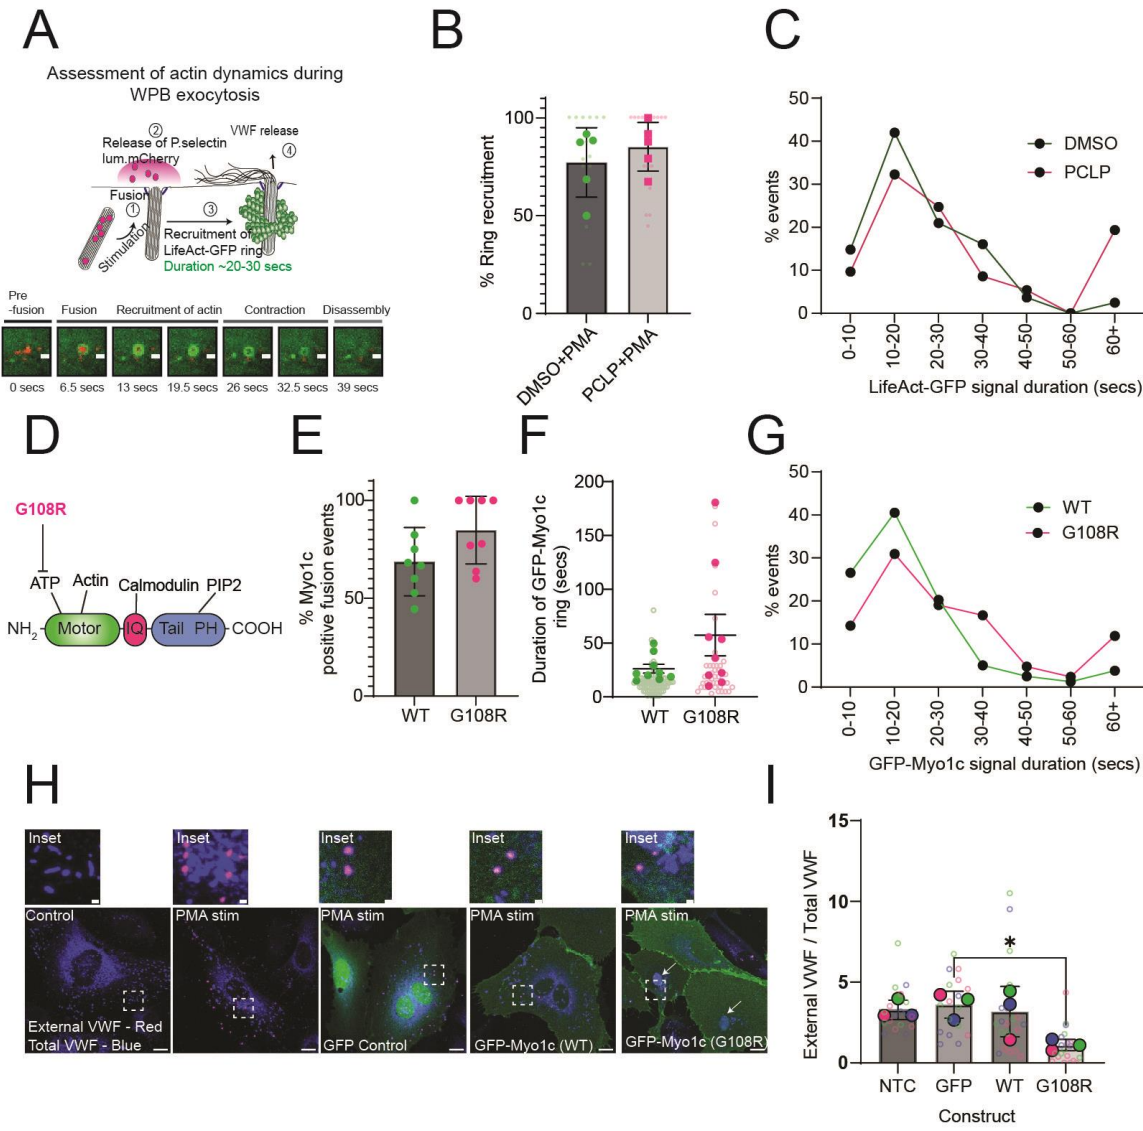 A
Assessment of actin dynamics during
WPB exocytosis
②
Release of P.selectin
lum.mCherry
VWF release
④
Fusion
①
Stimulation
③
Recruitment of
LifeAct-GFP ring
Duration ~20-30 secs
Pre
-fusion
Fusion
Recruitment of actin
Contraction
Disassembly
0 secs
6.5 secs
13 secs
19.5 secs
26 secs
32.5 secs
39 secs
B
% Ring recruitment
100
50
0
DMSO+PMA
PCLP+PMA
C
% events
50
40
30
20
10
0
DMSO
PCLP
0-10
10-20
20-30
30-40
40-50
50-60
60+
LifeAct-GFP signal duration (secs)
D
G108R
ATP
Actin
Calmodulin
PIP2
NH2
Motor
IQ
Tail PH
COOH
E
% Myo1c
positive fusion events
100
50
0
WT
G108R
F
Duration of GFP-Myo1c
ring (secs)
200
150
100
50
0
WT
G108R
G
% events
50
40
30
20
10
0
WT
G108R
0-10
10-20
20-30
30-40
40-50
50-60
60+
GFP-Myo1c signal duration (secs)
H
Inset
Inset
Inset
Inset
Inset
Control
PMA stim
PMA stim
PMA stim
PMA stim
External VWF - Red
Total VWF - Blue
GFP Control
GFP-Myo1c (WT)
GFP-Myo1c (G108R)
I
External VWF / Total VWF
15
10
5
0
*
NTC
GFP
WT
G108R
Construct